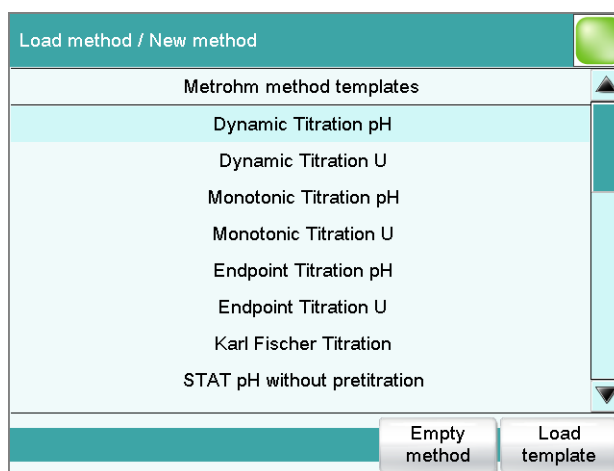 Load method / New method
Metrohm method templates
Dynamic Titration pH
Dynamic Titration U
Monotonic Titration pH
Monotonic Titration U
Endpoint Titration pH
Endpoint Titration U
Karl Fischer Titration
STAT pH without pretitration
Empty
method
Load
template